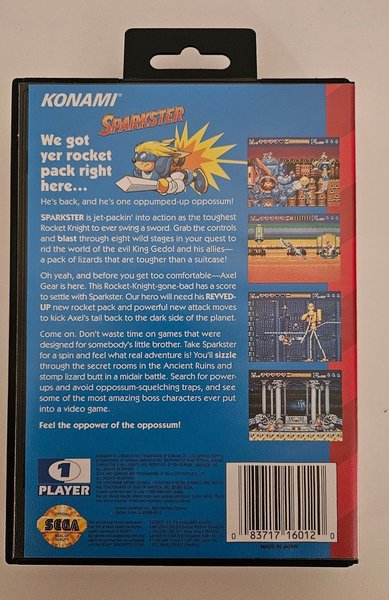 KONAMI®
SPARKSTER
We got
yer rocket
pack right
here...
He's back, and he's one oppumped-up oppossum!
SPARKSTER is jet-packin' into action as the toughest
Rocket Knight to ever swing a sword. Grab the controls
and blast through eight wild stages in your quest to
rid the world of the evil King Gedol and his allies—
a pack of lizards that are tougher than a suitcase!
Oh yeah, and before you get too comfortable—Axel
Gear is here. This Rocket-Knight-gone-bad has a score
to settle with Sparkster. Our hero will need his REVVED-
UP new rocket pack and powerful new attack moves
to kick Axel's tail back to the dark side of the planet.
Come on. Don't waste time on games that were
designed for somebody's little brother. Take Sparkster
for a spin and feel what real adventure is! You'll sizzle
through the secret rooms in the Ancient Ruins and
stomp lizard butt in a midair battle. Search for power-
ups and avoid oppossum-squelching traps, and see
some of the most amazing boss characters ever put
into a video game.
Feel the oppower of the oppossum!
1
PLAYER
OFFICIAL
SEGA
SEAL OF
QUALITY
0 83717 16012 0
MADE IN JAPAN